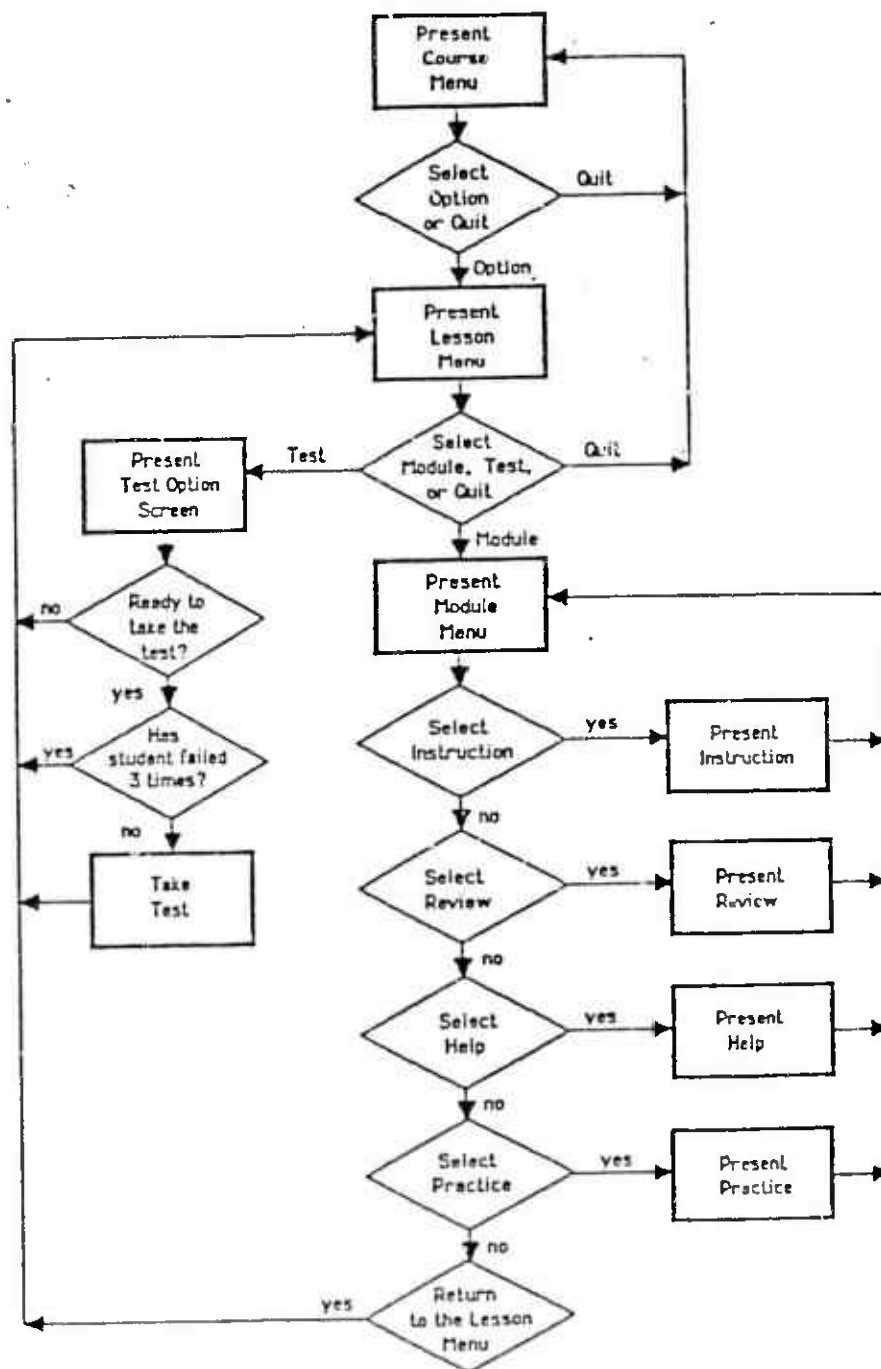 Present
Course
Menu
Select
Option
or Quit
Quit
Option
Present
Lesson
Menu
Select
Module, Test,
or Quit
Test
Quit
Present
Test Option
Screen
Module
Present
Module
Menu
Ready to
take the
test?
no
yes
Has
student failed
3 times?
yes
no
Take
Test
Select
Instruction
yes
Present
Instruction
no
Select
Review
yes
Present
Review
no
Select
Help
yes
Present
Help
no
Select
Practice
yes
Present
Practice
no
Return
to the Lesson
Menu
yes